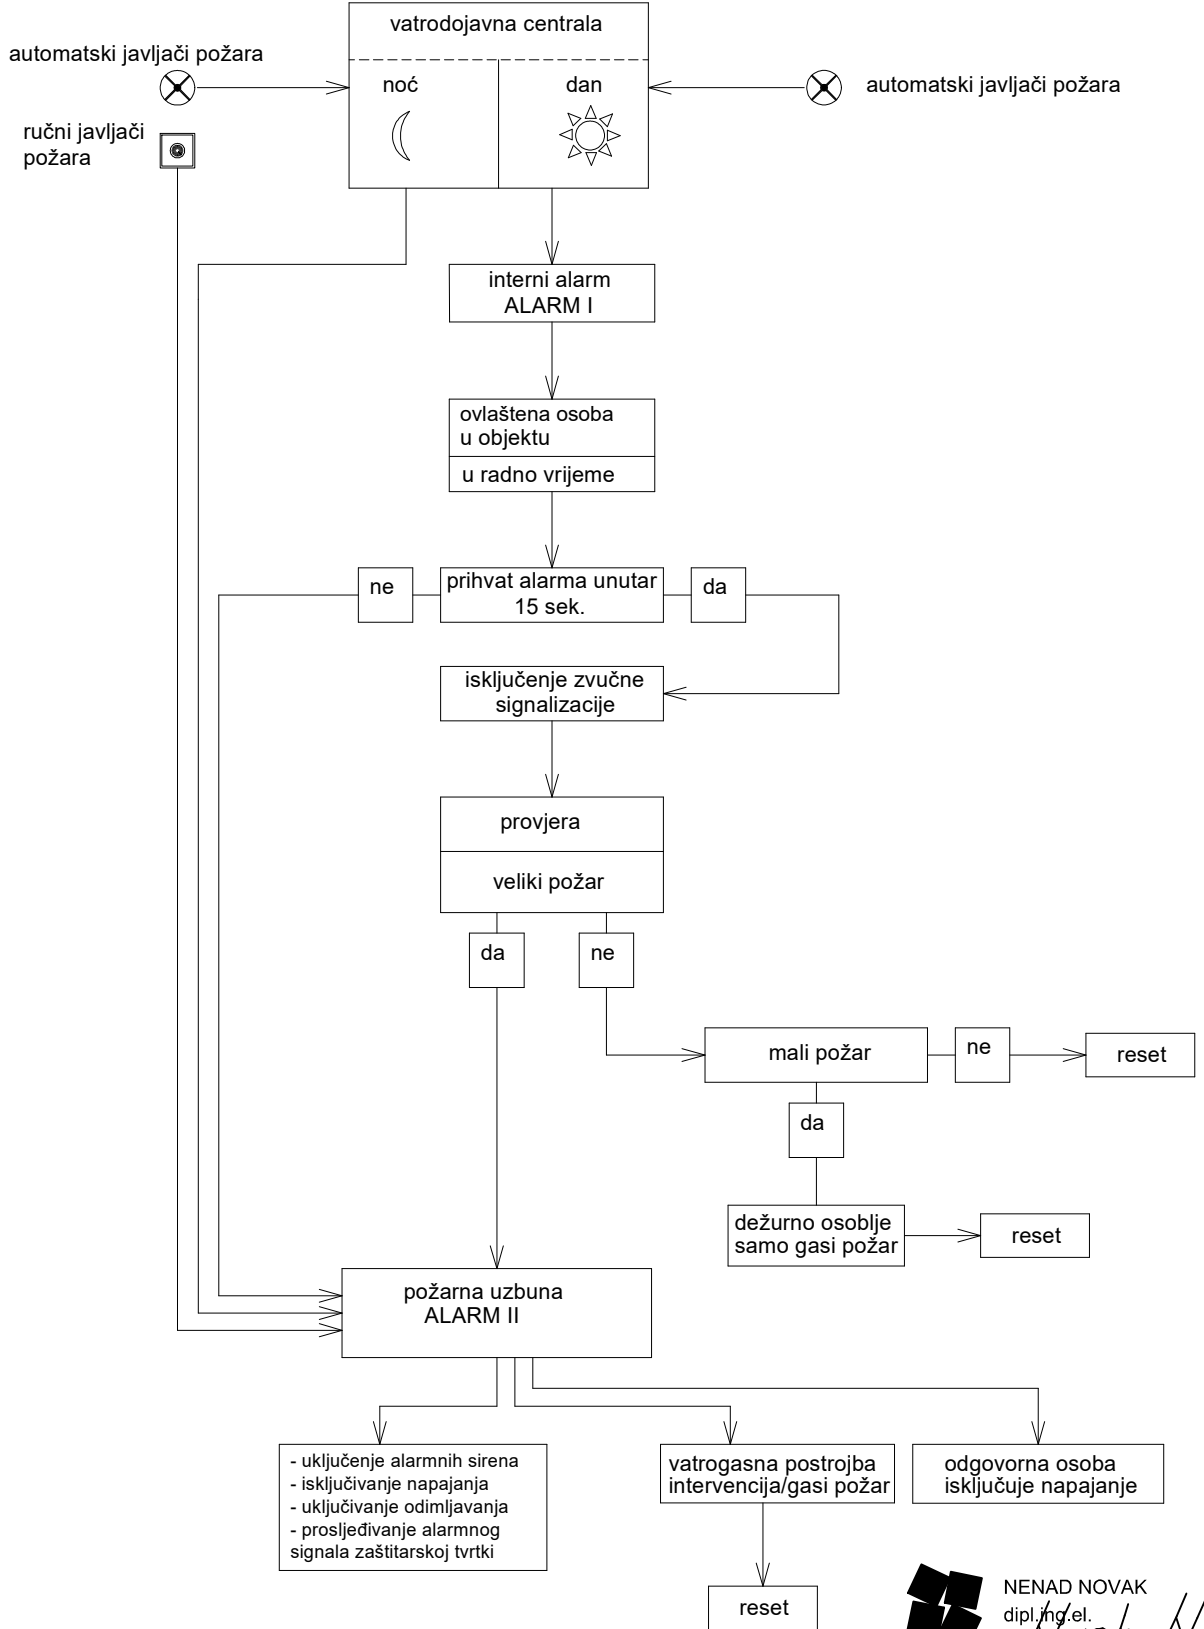 vatrodojavna centrala
automatski javljači požara
noć
dan
automatski javljači požara
ručni javljači
požara
interni alarm
ALARM I
ovlaštena osoba
u objektu
u radno vrijeme
ne
prihvat alarma unutar
15 sek.
da
isključenje zvučne
signalizacije
provjera
veliki požar
da
ne
mali požar
ne
reset
da
dežurno osoblje
samo gasi požar
reset
požarna uzbuna
ALARM II
- uključenje alarmnih sirena
- isključivanje napajanja
- uključivanje odimljavanja
- prosljeđivanje alarmnog
signala zaštitarskoj tvrtki
vatrogasna postrojba
intervencija/gasi požar
odgovorna osoba
isključuje napajanje
reset
NENAD NOVAK
dipl.ing.el.